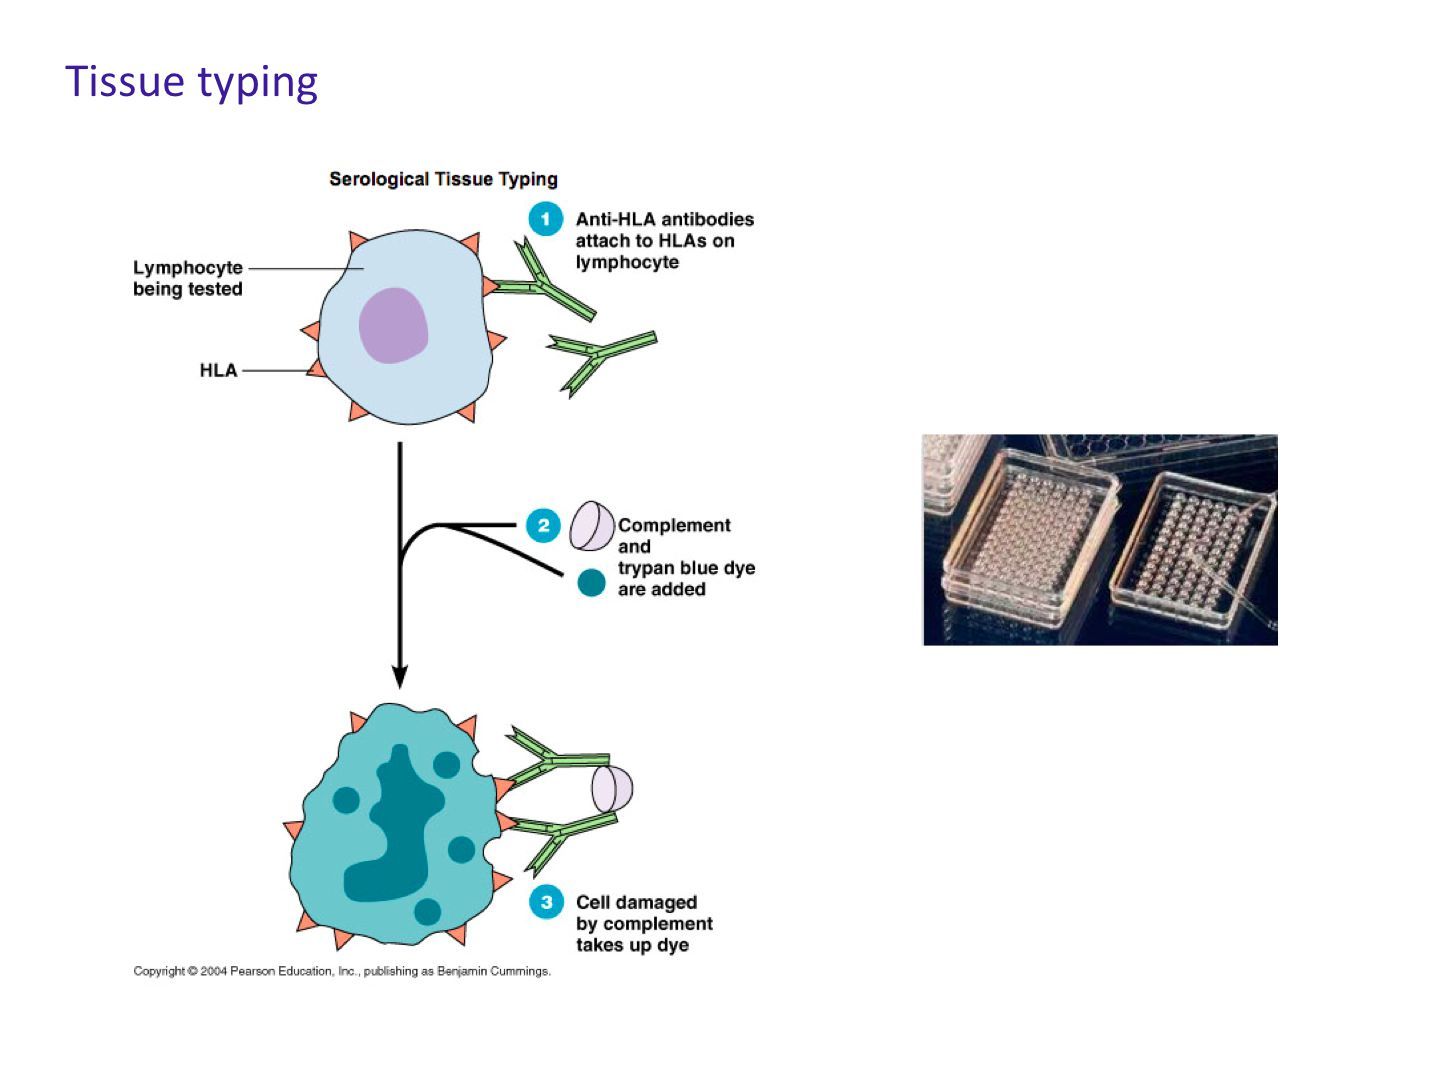 Tissue typing
Serological Tissue Typing
1 Anti-HLA antibodies
attach to HLAs on
lymphocyte
Lymphocyte
being tested
HLA
2 Complement
and
trypan blue dye
are added
3 Cell damaged
by complement
takes up dye
Copyright © 2004 Pearson Education, Inc., publishing as Benjamin Cummings.